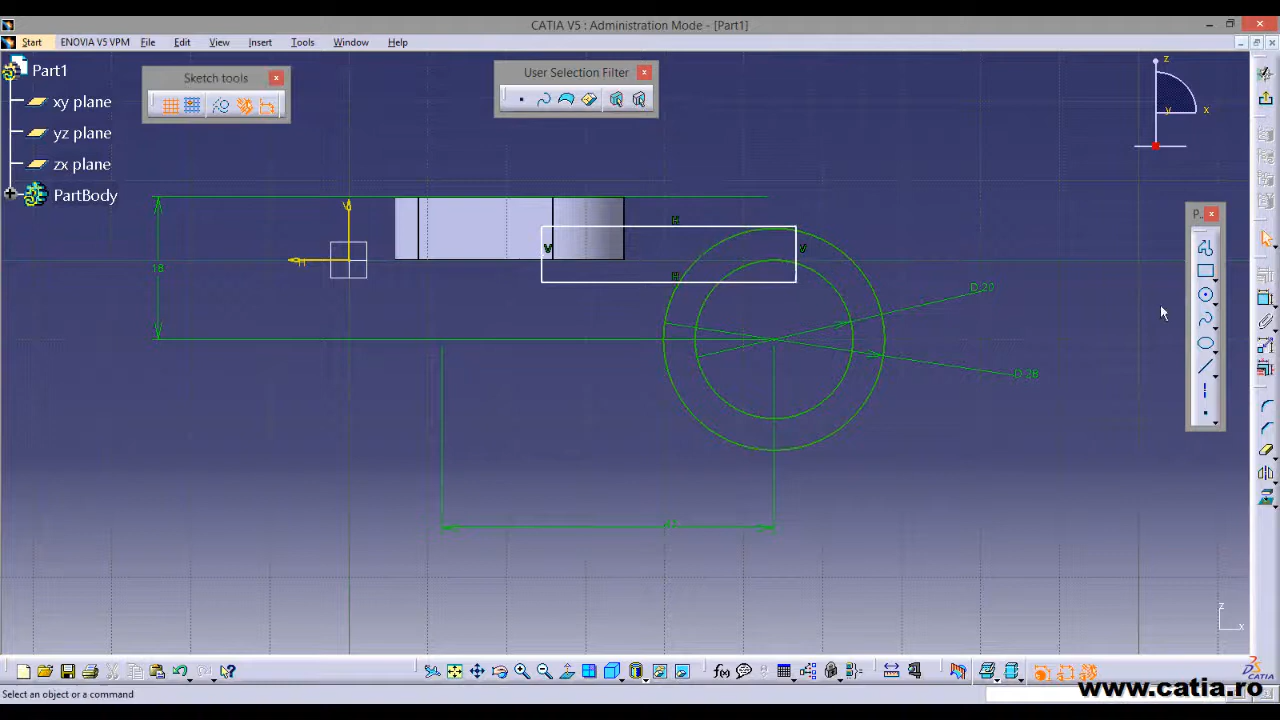 CATIA V5 : Administration Mode - [Part1]
Start ENOVIA V5 VPM File Edit View Insert Tools Window Help
Part1
xy plane
yz plane
zx plane
PartBody
Sketch tools
User Selection Filter
z
y
x
P...
V
H
H
V
V
H
18
D 20
D 28
z
x
f(x)
Select an object or a command
www.catia.ro